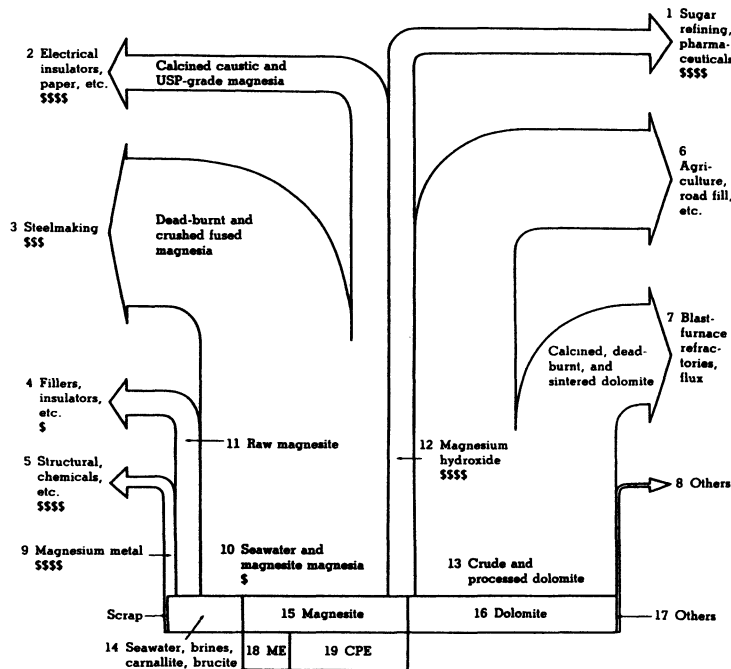 1 Sugar
refining,
pharma-
ceuticals
$$$$
2 Electrical
insulators,
paper, etc.
$$$$
Calcined caustic and
USP-grade magnesia
6
Agri-
culture,
road fill,
etc.
3 Steelmaking
$$$
Dead-burnt and
crushed fused
magnesia
7 Blast-
furnace
refrac-
tories,
flux
Calcined, dead-
burnt, and
sintered dolomite
4 Fillers,
insulators,
etc.
$
11 Raw magnesite
12 Magnesium
hydroxide
$$$$
5 Structural,
chemicals,
etc.
$$$$
8 Others
9 Magnesium metal
$$$$
10 Seawater and
magnesite magnesia
$
13 Crude and
processed dolomite
Scrap
15 Magnesite
16 Dolomite
17 Others
14 Seawater, brines,
carnallite, brucite
18 ME
19 CPE